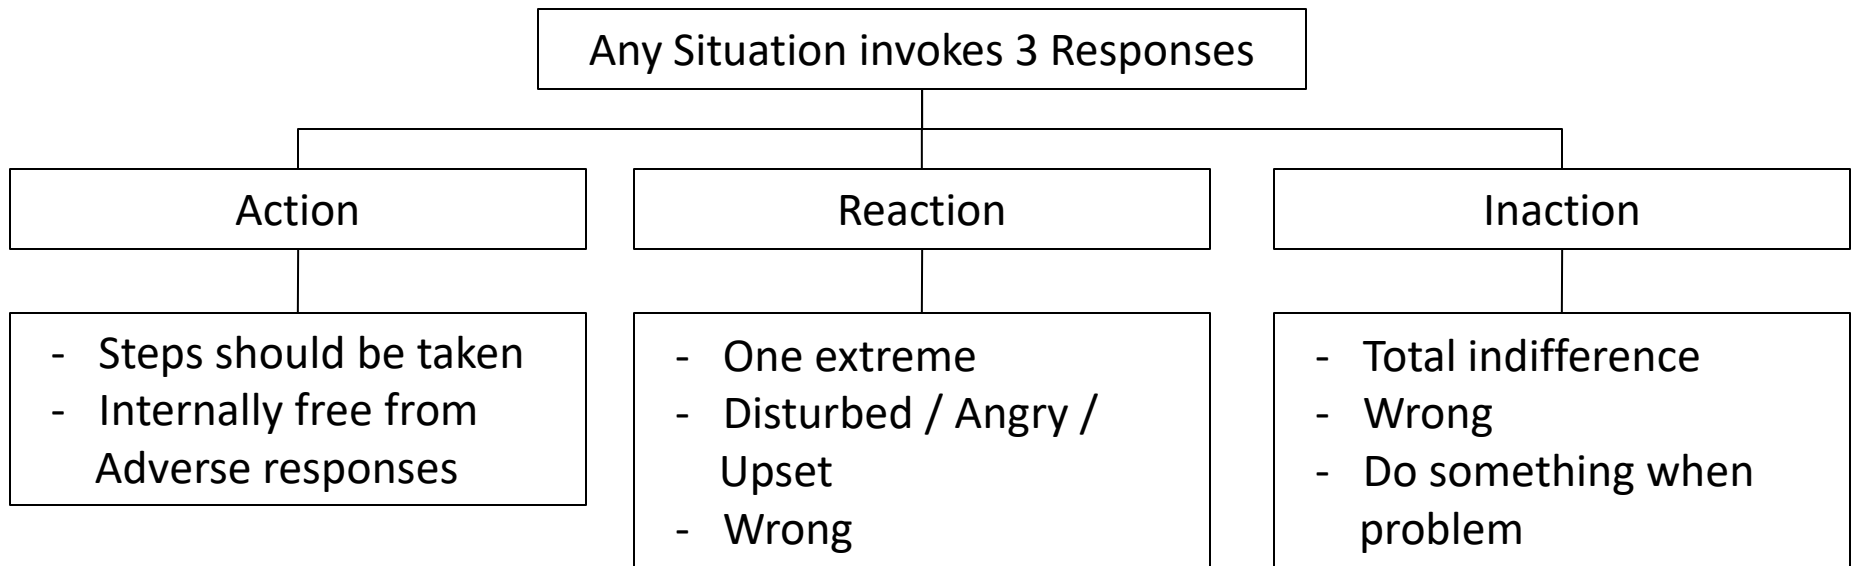 Any Situation invokes 3 Responses
Action
Reaction
Inaction
- Steps should be taken
- Internally free from
Adverse responses
- One extreme
- Disturbed / Angry /
Upset
- Wrong
- Total indifference
- Wrong
- Do something when
problem